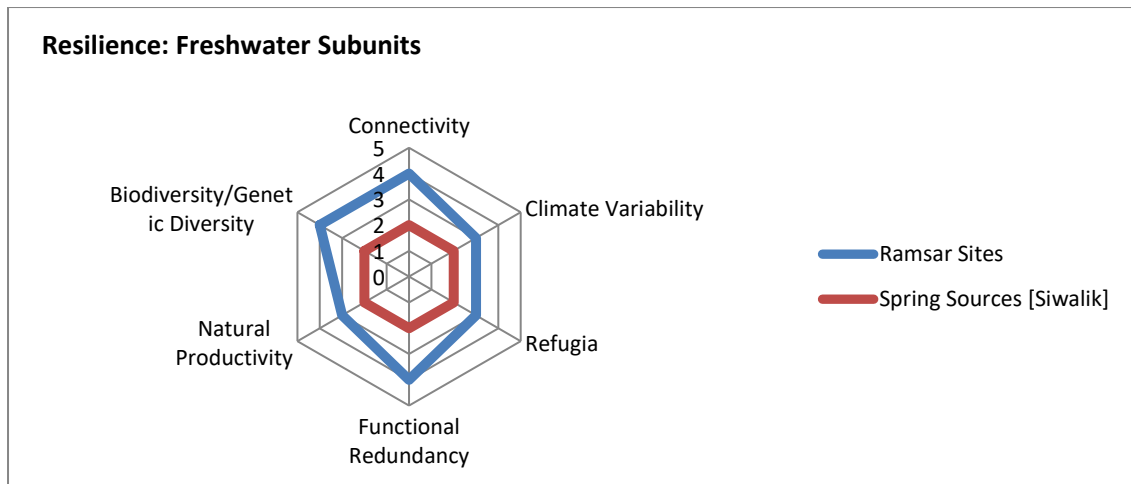 Resilience: Freshwater Subunits
Connectivity
5
4
3
2
1
0
Biodiversity/Genet
ic Diversity
Climate Variability
Natural
Productivity
Refugia
Functional
Redundancy
Ramsar Sites
Spring Sources [Siwalik]